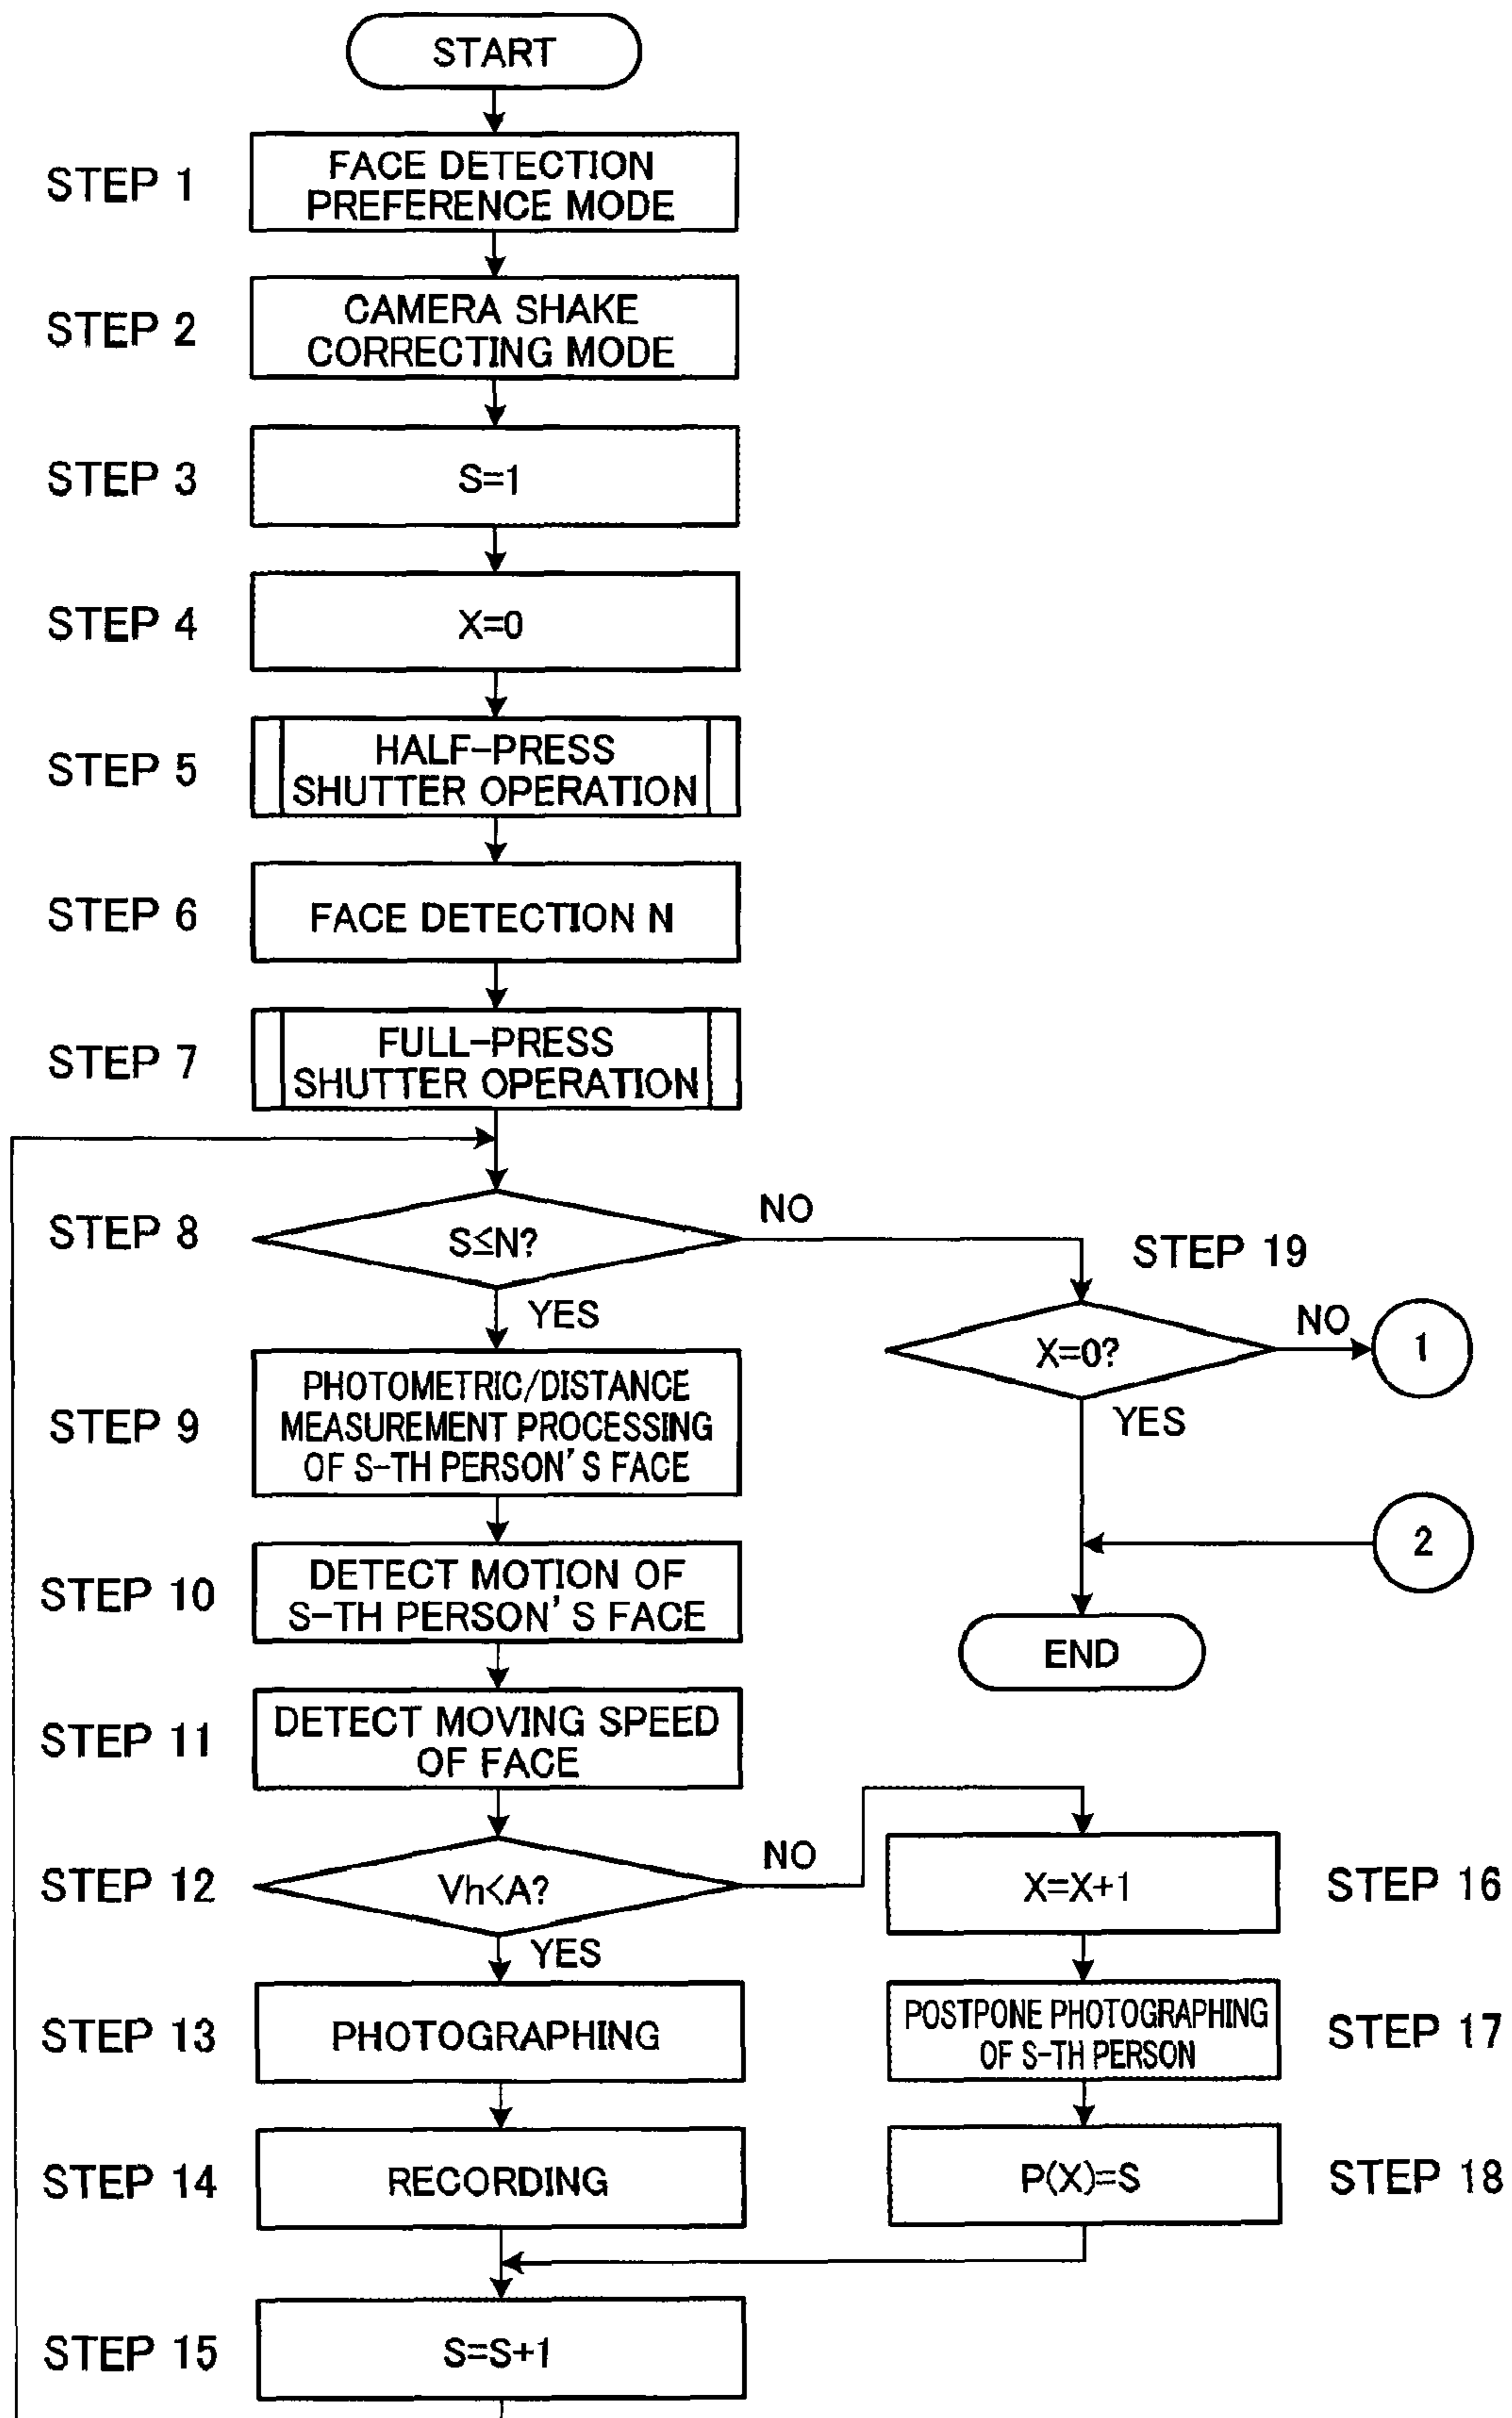 START
STEP 1
FACE DETECTION
PREFERENCE MODE
STEP 2
CAMERA SHAKE
CORRECTING MODE
STEP 3
S=1
STEP 4
X=0
STEP 5
HALF-PRESS
SHUTTER OPERATION
STEP 6
FACE DETECTION N
STEP 7
FULL-PRESS
SHUTTER OPERATION
STEP 8
S≤N?
NO
YES
STEP 19
X=0?
NO
1
YES
2
END
STEP 9
PHOTOMETRIC/DISTANCE
MEASUREMENT PROCESSING
OF S-TH PERSON'S FACE
STEP 10
DETECT MOTION OF
S-TH PERSON'S FACE
STEP 11
DETECT MOVING SPEED
OF FACE
STEP 12
Vh<A?
NO
YES
X=X+1
STEP 16
STEP 13
PHOTOGRAPHING
POSTPONE PHOTOGRAPHING
OF S-TH PERSON
STEP 17
STEP 14
RECORDING
P(X)=S
STEP 18
STEP 15
S=S+1